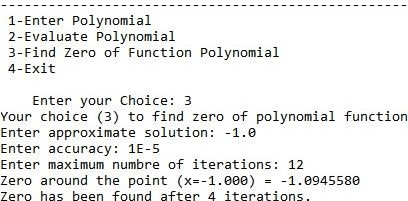 ----------------------------------------------------
1-Enter Polynomial
2-Evaluate Polynomial
3-Find Zero of Function Polynomial
4-Exit
Enter your Choice: 3
Your choice (3) to find zero of polynomial function
Enter approximate solution: -1.0
Enter accuracy: 1E-5
Enter maximum numbre of iterations: 12
Zero around the point (x=-1.000) = -1.0945580
Zero has been found after 4 iterations.